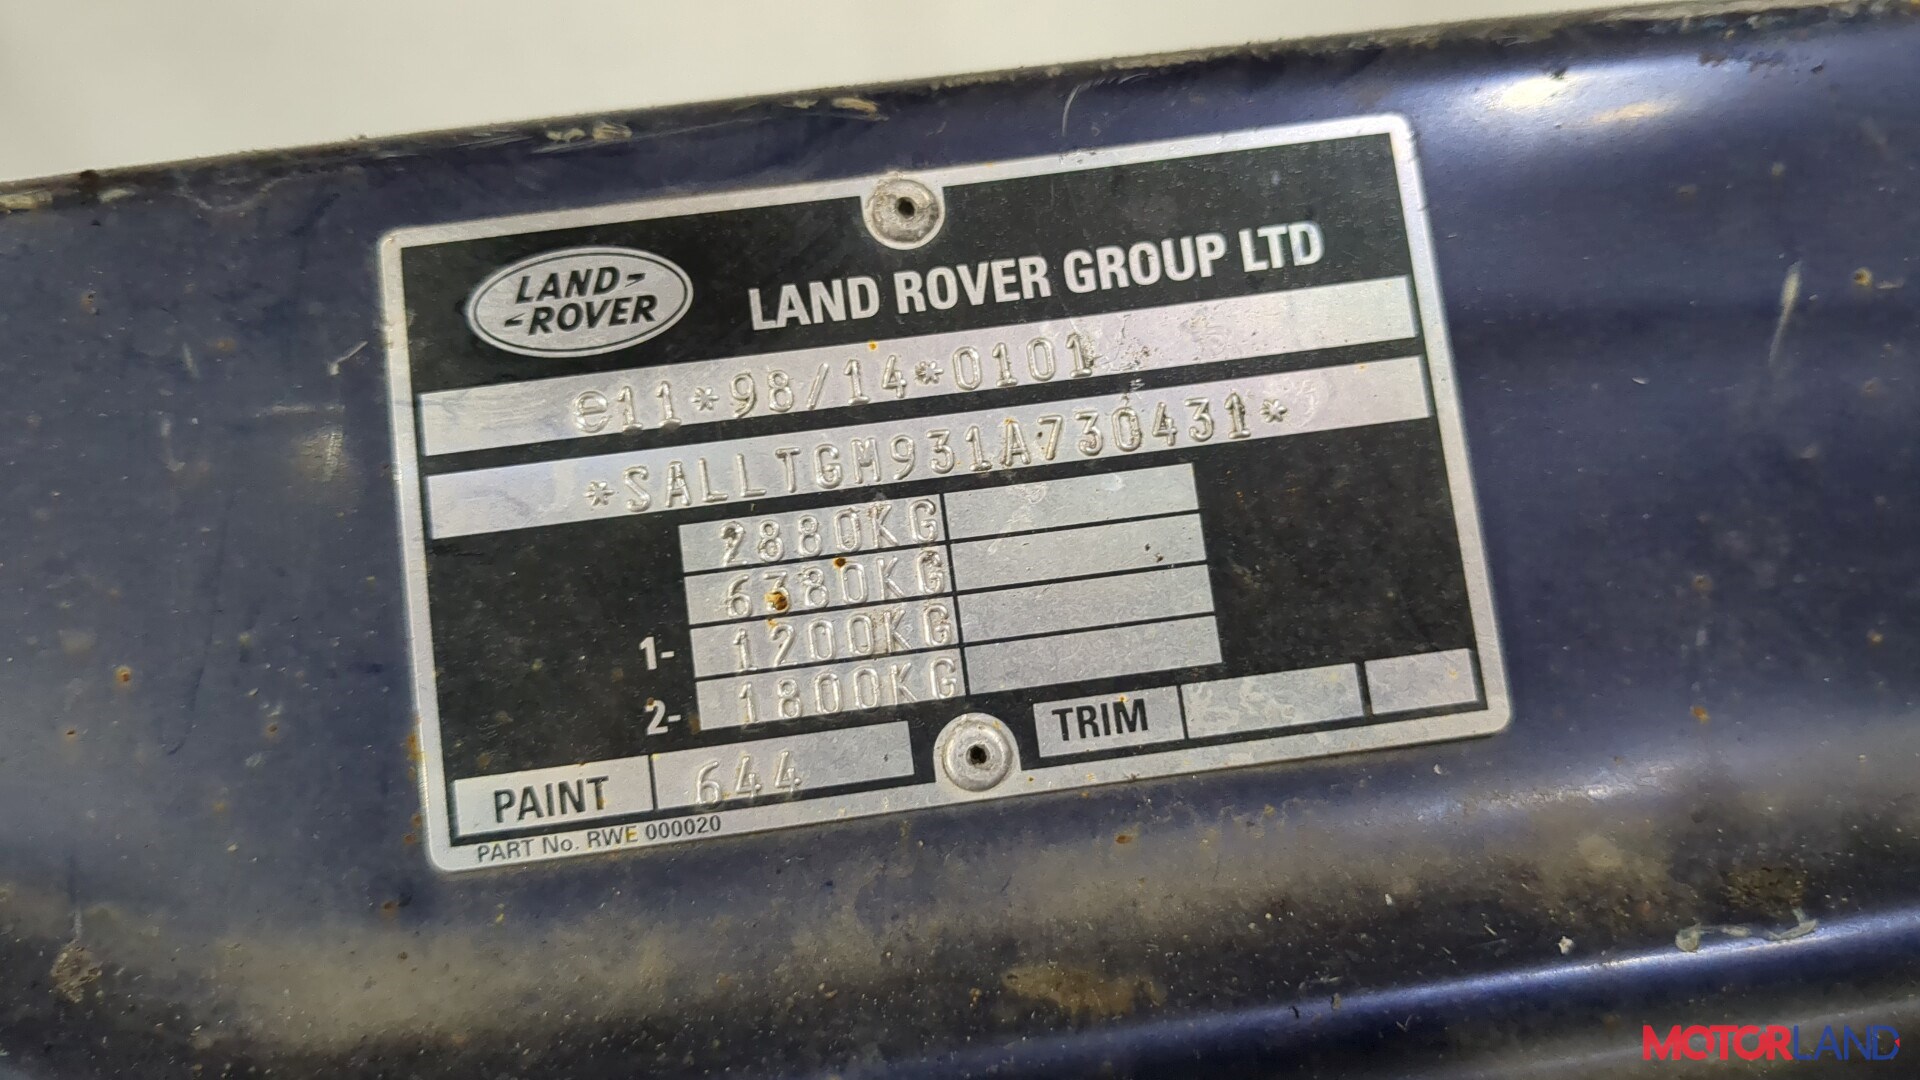 LAND-
-ROVER
LAND ROVER GROUP LTD
e11*98/14*0101
*SALLTGM931A730431*
2880KG
6380KG
1- 1200KG
2- 1800KG
PAINT 644
TRIM
PART No. RWE 000020
MOTORLAND